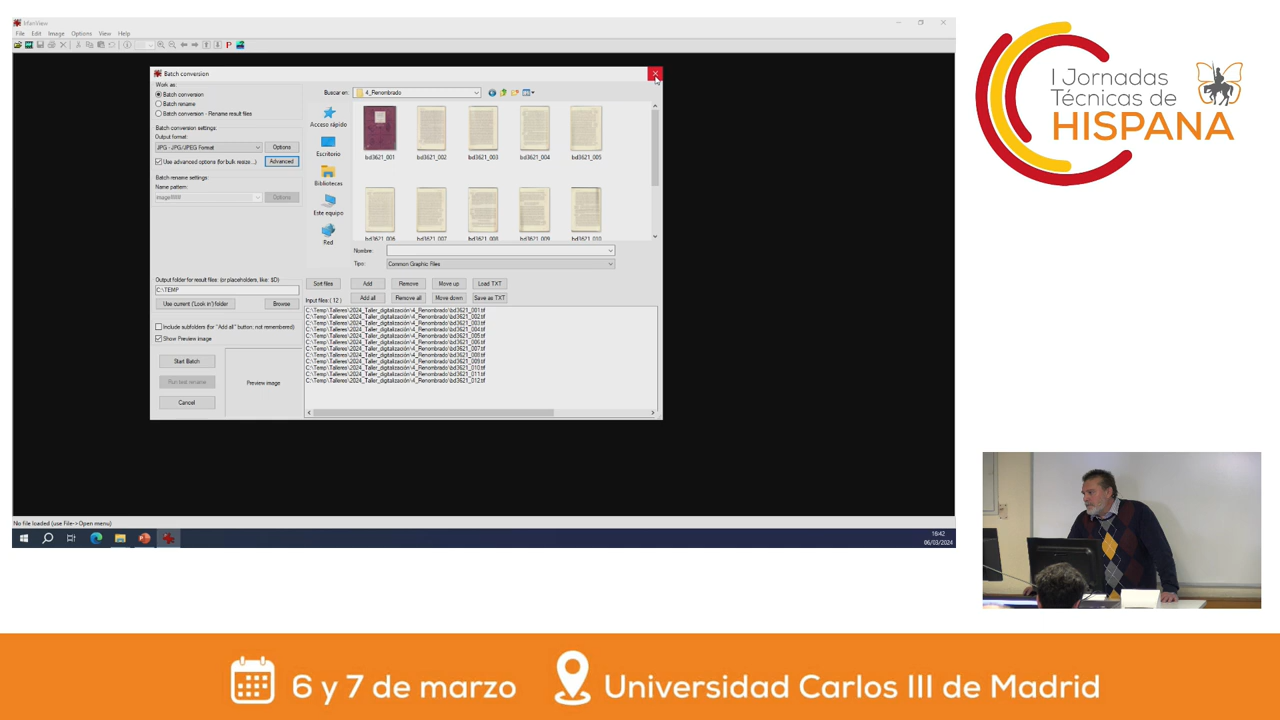 IrfanView
File Edit Image Options View Help
Batch conversion
Work as:
Batch conversion
Batch rename
Batch conversion - Rename result files
Batch conversion settings:
Output format:
JPG - JPG/JPEG Format
Options
Use advanced options (for bulk resize...)
Advanced
Batch rename settings:
Name pattern:
image###
Options
Output folder for result files: (or placeholders, like: $D)
C:\TEMP
Use current ('Look in') folder
Browse
Include subfolders (for "Add all" button; not remembered)
Show Preview image
Start Batch
Run test rename
Cancel
Preview image
Buscar en:
4_Renombrado
Acceso rápido
Escritorio
Bibliotecas
Este equipo
Red
bd3621_001 bd3621_002 bd3621_003 bd3621_004 bd3621_005
bd3621_006 bd3621_007 bd3621_008 bd3621_009 bd3621_010
Nombre:
Tipo: Common Graphic Files
Sort files Add Remove Move up Load TXT
Input files: ( 12 ) Add all Remove all Move down Save as TXT
C:\Temp\Talleres\2024_Taller_digitalización\4_Renombrado\bd3621_001.tif
C:\Temp\Talleres\2024_Taller_digitalización\4_Renombrado\bd3621_002.tif
C:\Temp\Talleres\2024_Taller_digitalización\4_Renombrado\bd3621_003.tif
C:\Temp\Talleres\2024_Taller_digitalización\4_Renombrado\bd3621_004.tif
C:\Temp\Talleres\2024_Taller_digitalización\4_Renombrado\bd3621_005.tif
C:\Temp\Talleres\2024_Taller_digitalización\4_Renombrado\bd3621_006.tif
C:\Temp\Talleres\2024_Taller_digitalización\4_Renombrado\bd3621_007.tif
C:\Temp\Talleres\2024_Taller_digitalización\4_Renombrado\bd3621_008.tif
C:\Temp\Talleres\2024_Taller_digitalización\4_Renombrado\bd3621_009.tif
C:\Temp\Talleres\2024_Taller_digitalización\4_Renombrado\bd3621_010.tif
C:\Temp\Talleres\2024_Taller_digitalización\4_Renombrado\bd3621_011.tif
C:\Temp\Talleres\2024_Taller_digitalización\4_Renombrado\bd3621_012.tif
No file loaded (use File->Open menu)
16:42
06/03/2024
I Jornadas
Técnicas de
HISPANA
6 y 7 de marzo
Universidad Carlos III de Madrid